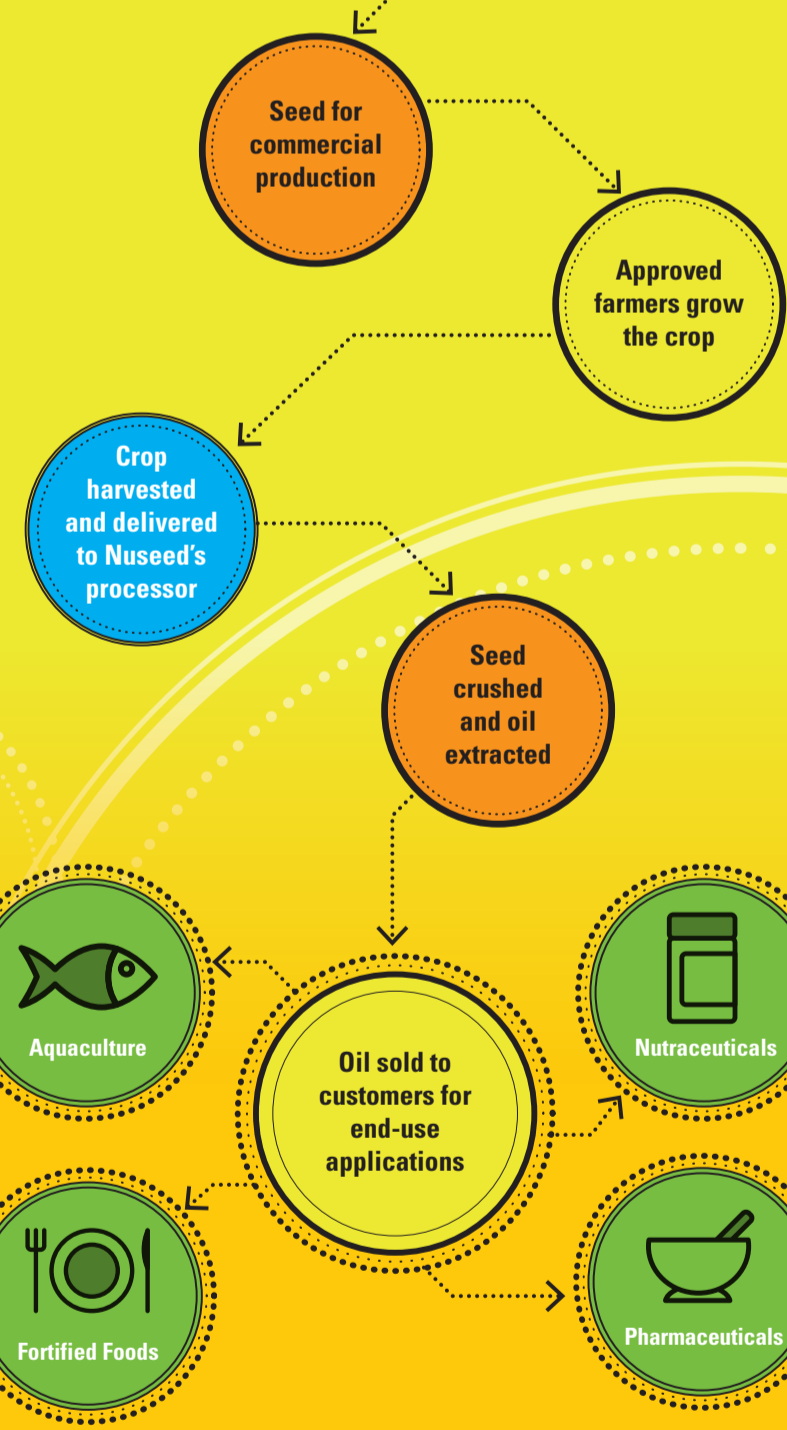 Seed for
commercial
production
Approved
farmers grow
the crop
Crop
harvested
and delivered
to Nuseed’s
processor
Seed
crushed
and oil
extracted
Oil sold to
customers for
end-use
applications
Aquaculture
Nutraceuticals
Fortified Foods
Pharmaceuticals